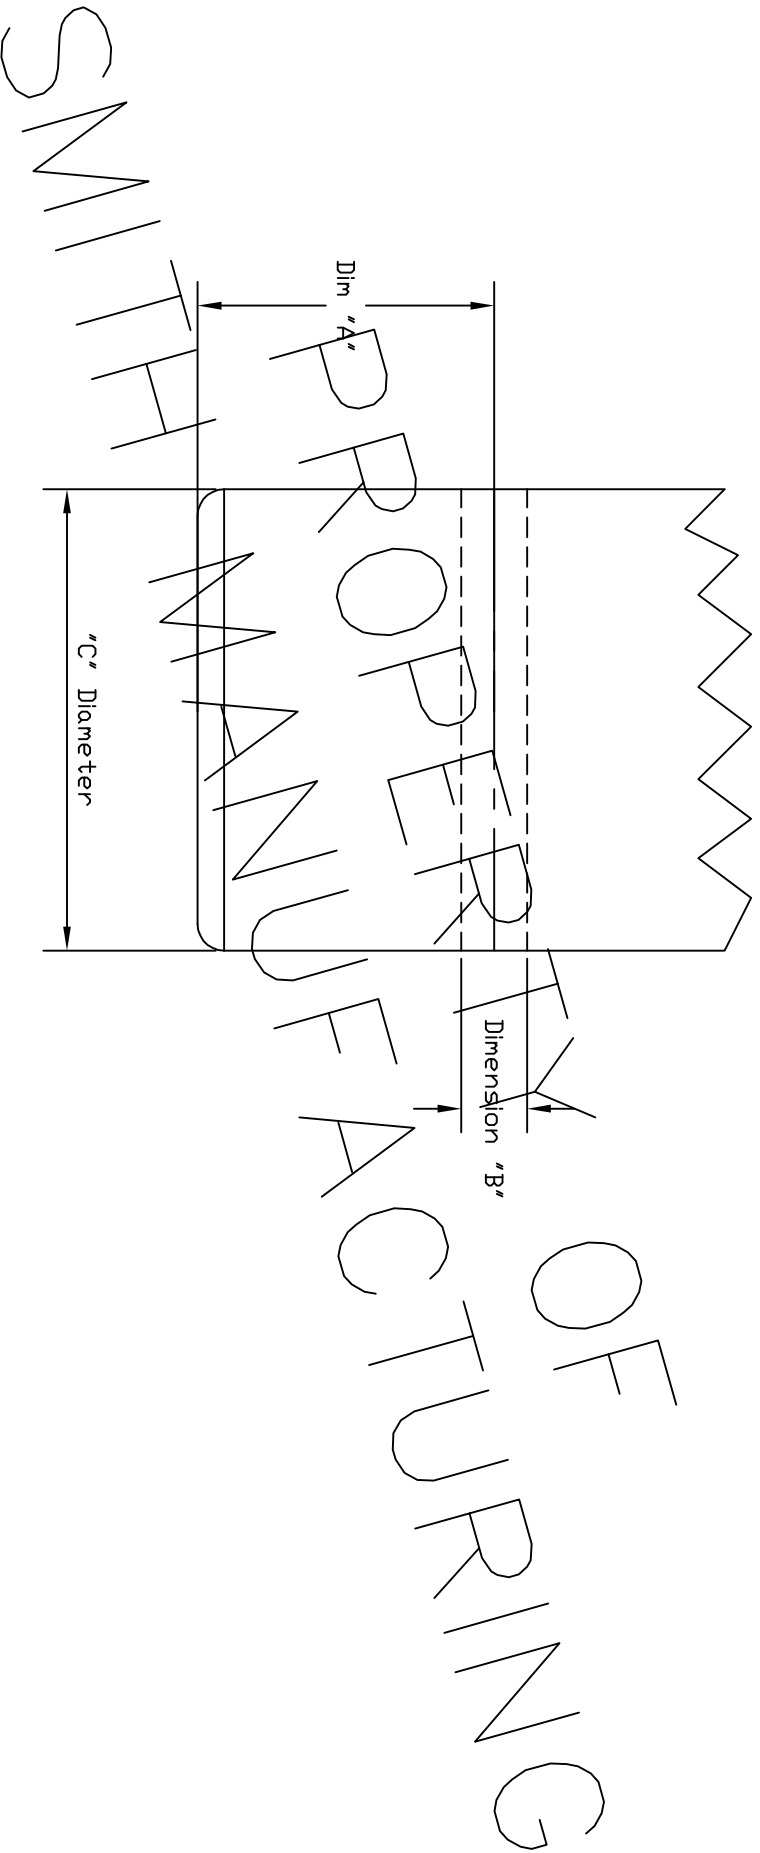 PROPERTY OF
SMITH MANUFACTURING
Dim "A"
Dimension "B"
"C" Diameter